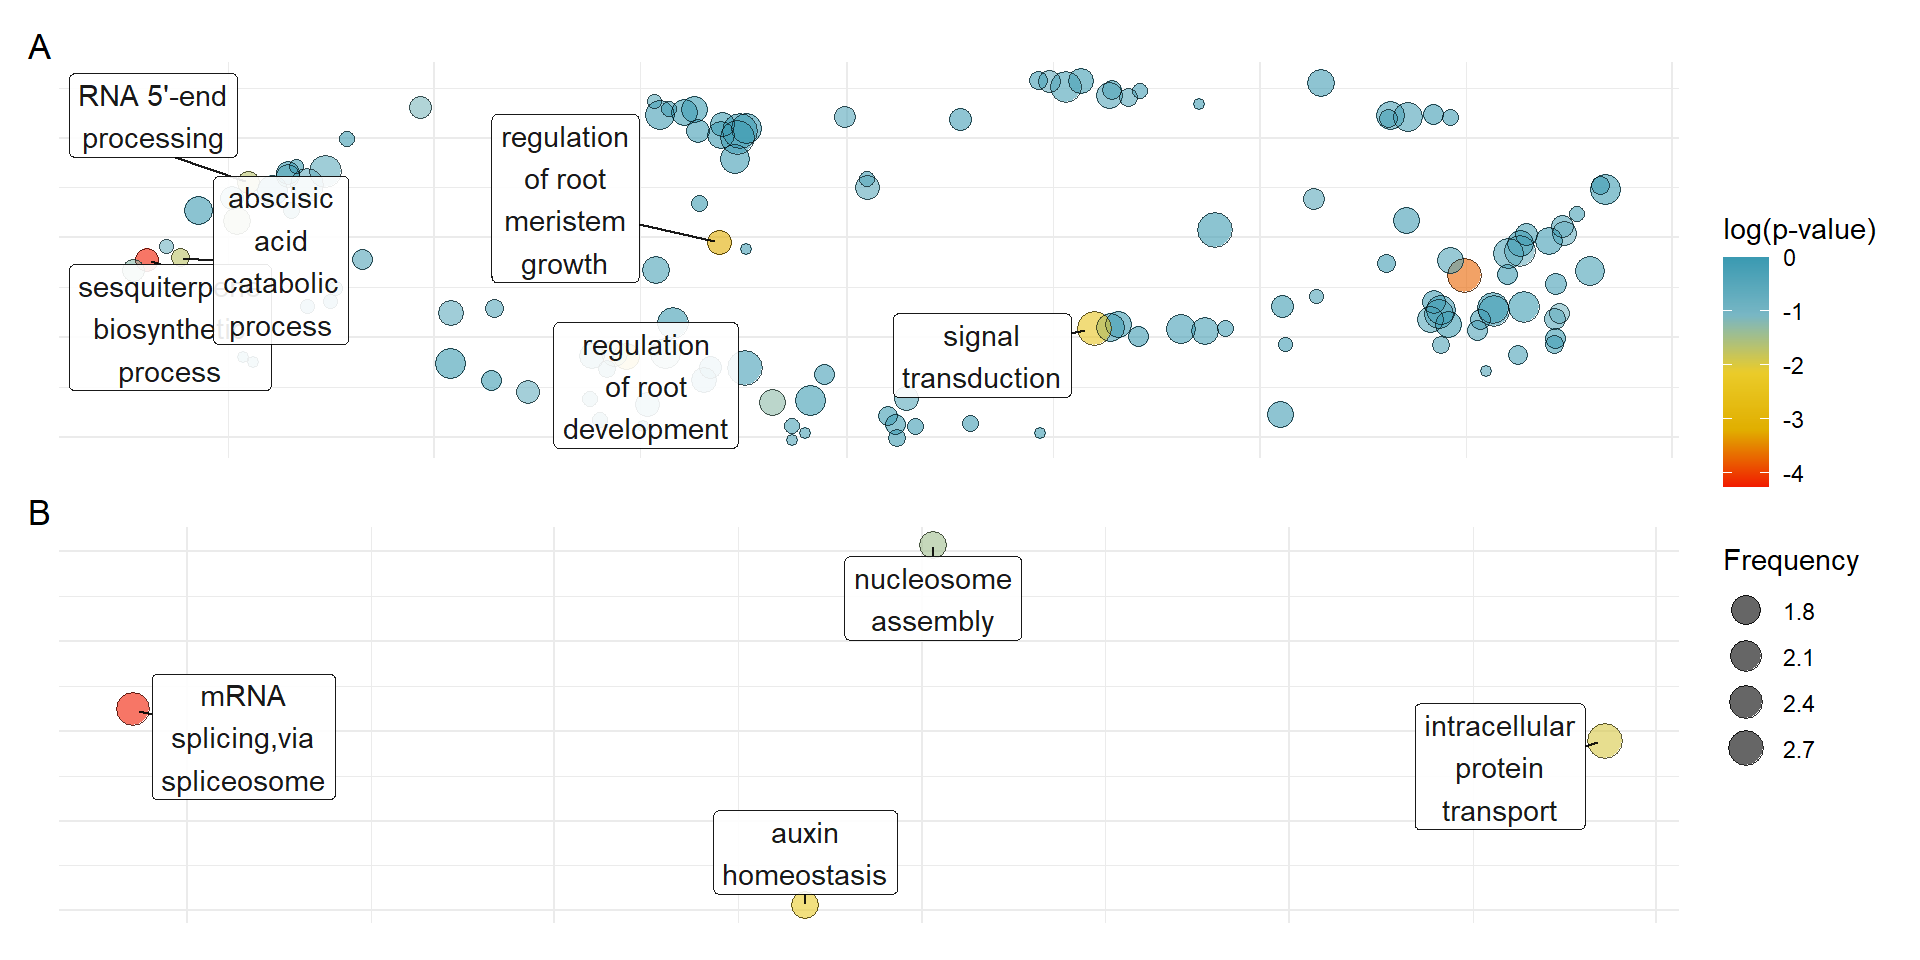 A
RNA 5'-end
processing
abscisic
acid
catabolic
process
biosynthetic
process
regulation
of root
meristem
growth
regulation
of root
development
signal
transduction
log(p-value)
0
-1
-2
-3
-4
B
nucleosome
assembly
mRNA
splicing,via
spliceosome
auxin
homeostasis
intracellular
protein
transport
Frequency
1.8
2.1
2.4
2.7